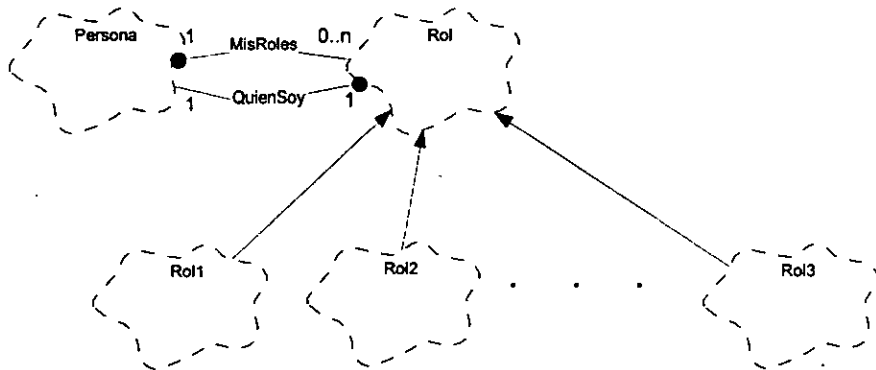 Persona
1
MisRoles
0..n
Rol
1
QuienSoy
1
Rol1
Rol2
. . .
Rol3